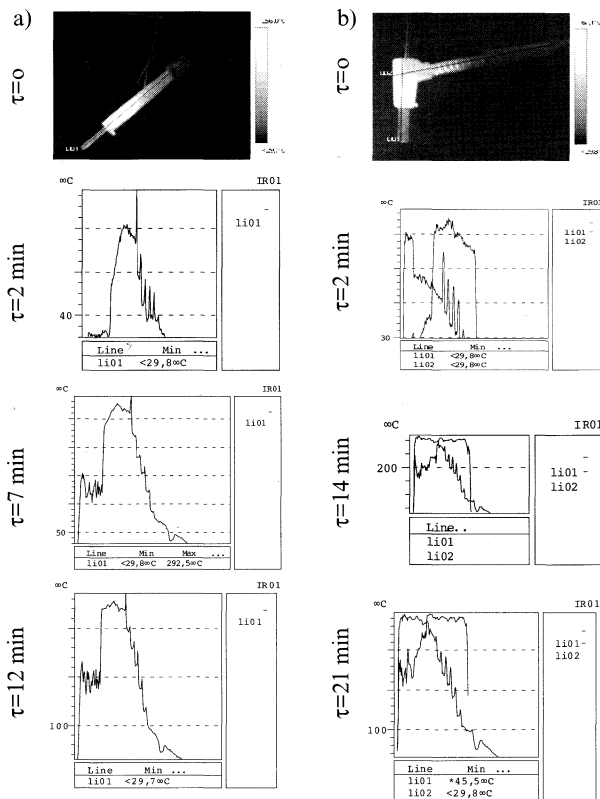 a)
τ=o
LI01
∞C IR01
li01
τ=2 min
40
Line Min ...
li01 <29,8∞C
∞C IR01
li01
τ=7 min
50
Line Min Max ...
li01 <29,8∞C 292,5∞C
∞C IR01
li01
τ=12 min
100
Line Min ...
li01 <29,7∞C
b)
τ=o
LI01
∞C IR01
li01
li02
τ=2 min
30
Line Min ...
li01 <29,8∞C
li02 <29,8∞C
∞C IR01
τ=14 min
200
li01
li02
Line..
li01
li02
∞C IR01
li01
li02
τ=21 min
100
Line Min ...
li01 *45,5∞C
li02 <29,8∞C